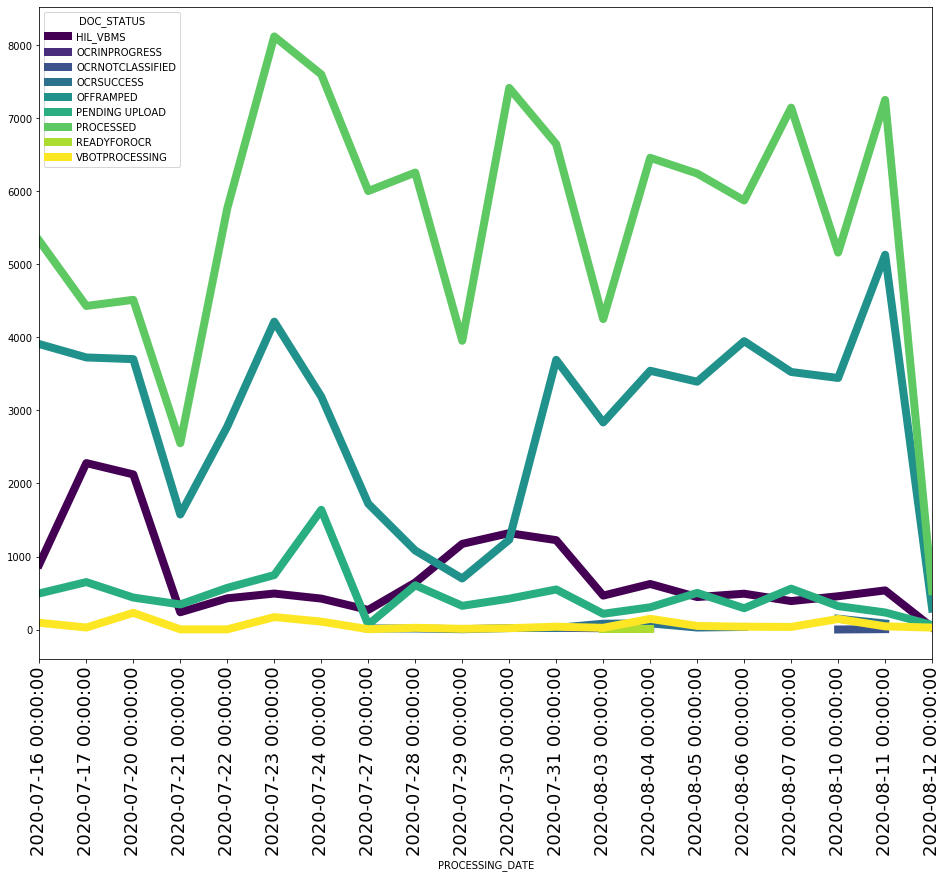 DOC_STATUS
HIL_VBMS
OCRINPROGRESS
OCRNOTCLASSIFIED
OCRSUCCESS
OFFRAMPED
PENDING UPLOAD
PROCESSED
READYFOROCR
VBOTPROCESSING
8000
7000
6000
5000
4000
3000
2000
1000
0
2020-07-16 00:00:00
2020-07-17 00:00:00
2020-07-20 00:00:00
2020-07-21 00:00:00
2020-07-22 00:00:00
2020-07-23 00:00:00
2020-07-24 00:00:00
2020-07-27 00:00:00
2020-07-28 00:00:00
2020-07-29 00:00:00
2020-07-30 00:00:00
2020-07-31 00:00:00
2020-08-03 00:00:00
2020-08-04 00:00:00
2020-08-05 00:00:00
2020-08-06 00:00:00
2020-08-07 00:00:00
2020-08-10 00:00:00
2020-08-11 00:00:00
2020-08-12 00:00:00
PROCESSING_DATE